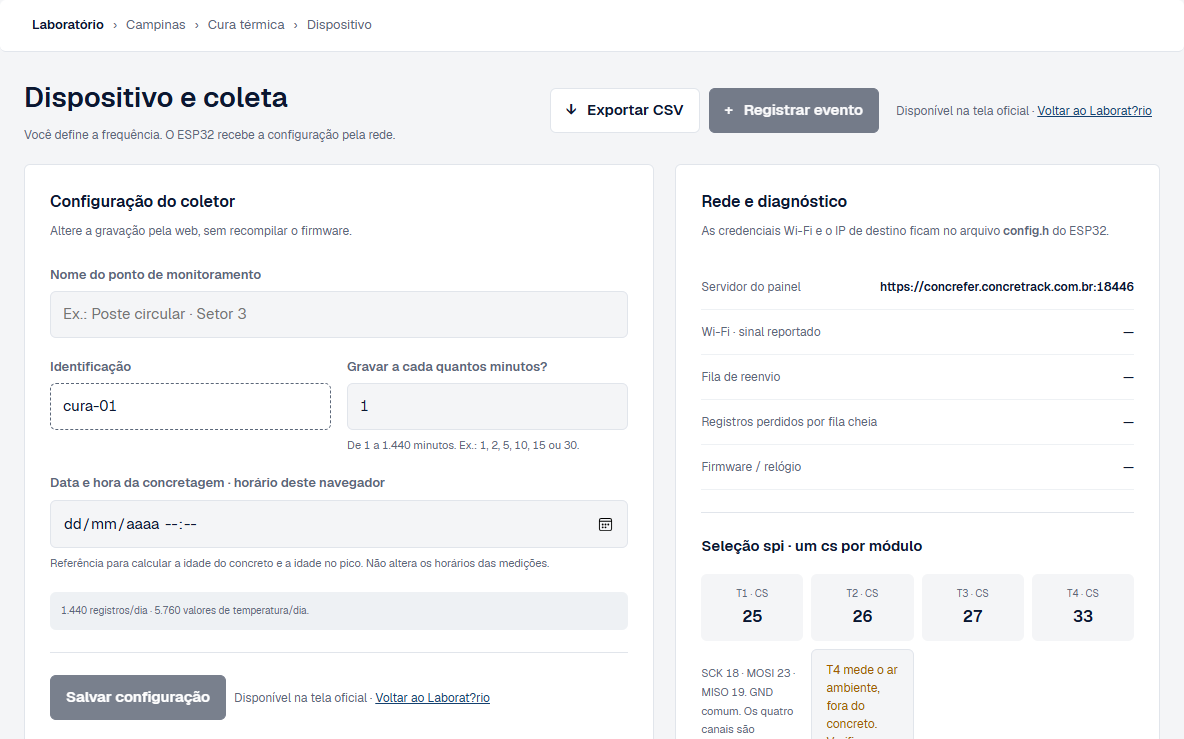 Laboratório › Campinas › Cura térmica › Dispositivo
Dispositivo e coleta
Você define a frequência. O ESP32 recebe a configuração pela rede.
↓ Exportar CSV
+ Registrar evento
Disponível na tela oficial · Voltar ao Laborat?rio
Configuração do coletor
Altere a gravação pela web, sem recompilar o firmware.
Nome do ponto de monitoramento
Ex.: Poste circular · Setor 3
Identificação
cura-01
Gravar a cada quantos minutos?
1
De 1 a 1.440 minutos. Ex.: 1, 2, 5, 10, 15 ou 30.
Data e hora da concretagem · horário deste navegador
dd/mm/aaaa --:--
Referência para calcular a idade do concreto e a idade no pico. Não altera os horários das medições.
1.440 registros/dia · 5.760 valores de temperatura/dia.
Salvar configuração
Disponível na tela oficial · Voltar ao Laborat?rio
Rede e diagnóstico
As credenciais Wi-Fi e o IP de destino ficam no arquivo config.h do ESP32.
Servidor do painel https://concrefer.concretrack.com.br:18446
Wi-Fi · sinal reportado —
Fila de reenvio —
Registros perdidos por fila cheia —
Firmware / relógio —
Seleção spi · um cs por módulo
T1 · CS
25
T2 · CS
26
T3 · CS
27
T4 · CS
33
SCK 18 · MOSI 23 ·
MISO 19. GND
comum. Os quatro
canais são
T4 mede o ar
ambiente,
fora do
concreto.